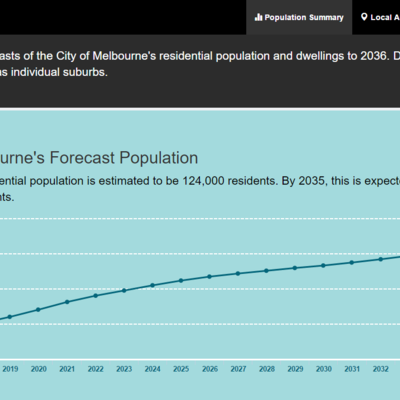 Population Summary Local A
asts of the City of Melbourne's residential population and dwellings to 2036. D
s individual suburbs.
urne's Forecast Population
ential population is estimated to be 124,000 residents. By 2035, this is expecte
nts.
2019 2020 2021 2022 2023 2024 2025 2026 2027 2028 2029 2030 2031 2032